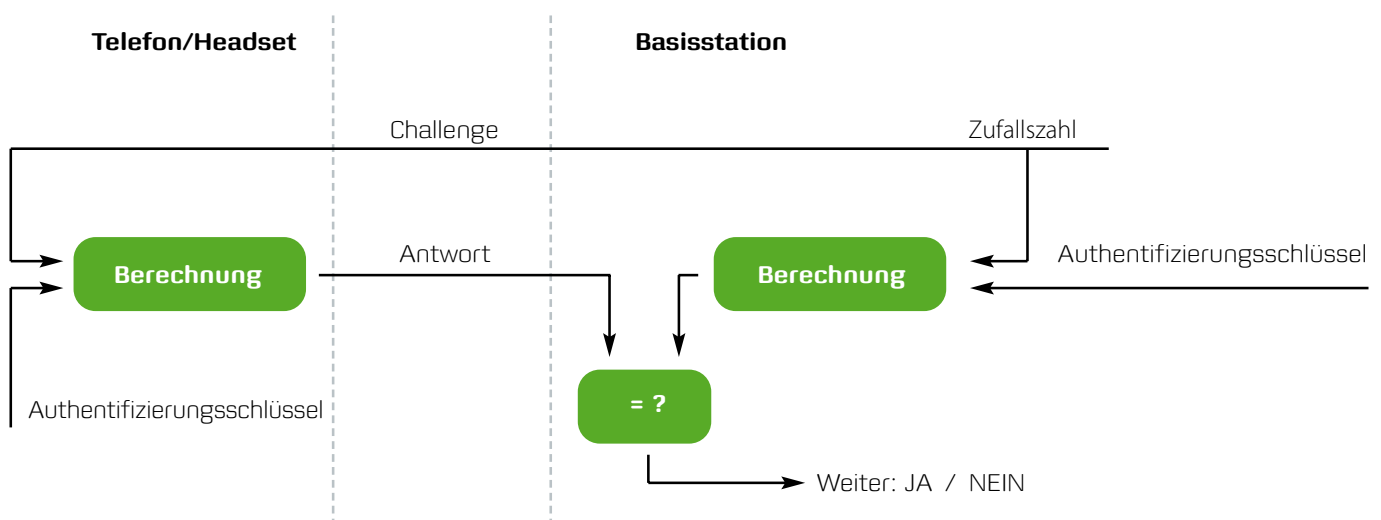 Telefon/Headset
Basisstation
Challenge
Zufallszahl
Berechnung
Antwort
Berechnung
Authentifizierungsschlüssel
Authentifizierungsschlüssel
= ?
Weiter: JA / NEIN